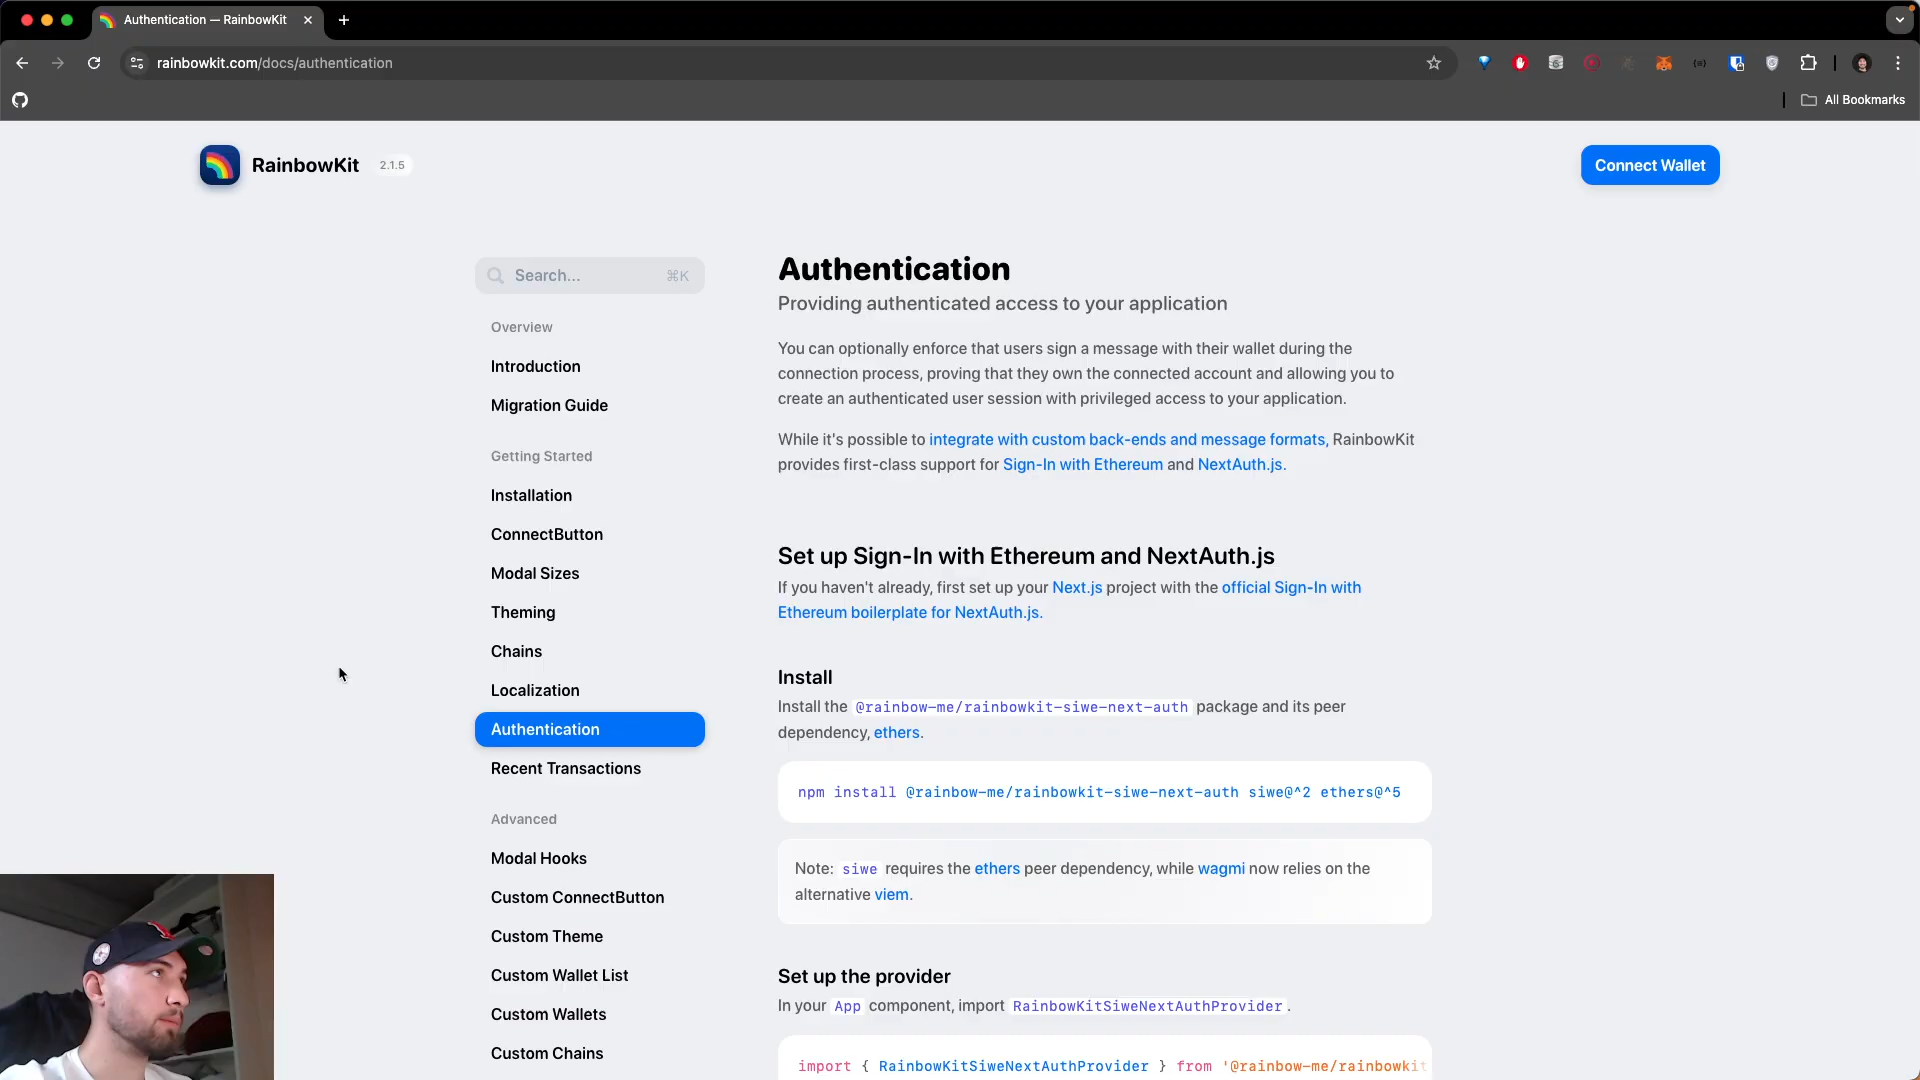 Authentication — RainbowKit
rainbowkit.com/docs/authentication
All Bookmarks
RainbowKit 2.1.5
Connect Wallet
Search... ⌘K
Overview
Introduction
Migration Guide
Getting Started
Installation
ConnectButton
Modal Sizes
Theming
Chains
Localization
Authentication
Recent Transactions
Advanced
Modal Hooks
Custom ConnectButton
Custom Theme
Custom Wallet List
Custom Wallets
Custom Chains
Authentication
Providing authenticated access to your application
You can optionally enforce that users sign a message with their wallet during the
connection process, proving that they own the connected account and allowing you to
create an authenticated user session with privileged access to your application.
While it's possible to integrate with custom back-ends and message formats, RainbowKit
provides first-class support for Sign-In with Ethereum and NextAuth.js.
Set up Sign-In with Ethereum and NextAuth.js
If you haven't already, first set up your Next.js project with the official Sign-In with
Ethereum boilerplate for NextAuth.js.
Install
Install the @rainbow-me/rainbowkit-siwe-next-auth package and its peer
dependency, ethers.
npm install @rainbow-me/rainbowkit-siwe-next-auth siwe@^2 ethers@^5
Note: siwe requires the ethers peer dependency, while wagmi now relies on the
alternative viem.
Set up the provider
In your App component, import RainbowKitSiweNextAuthProvider.
import { RainbowKitSiweNextAuthProvider } from '@rainbow-me/rainbowkit